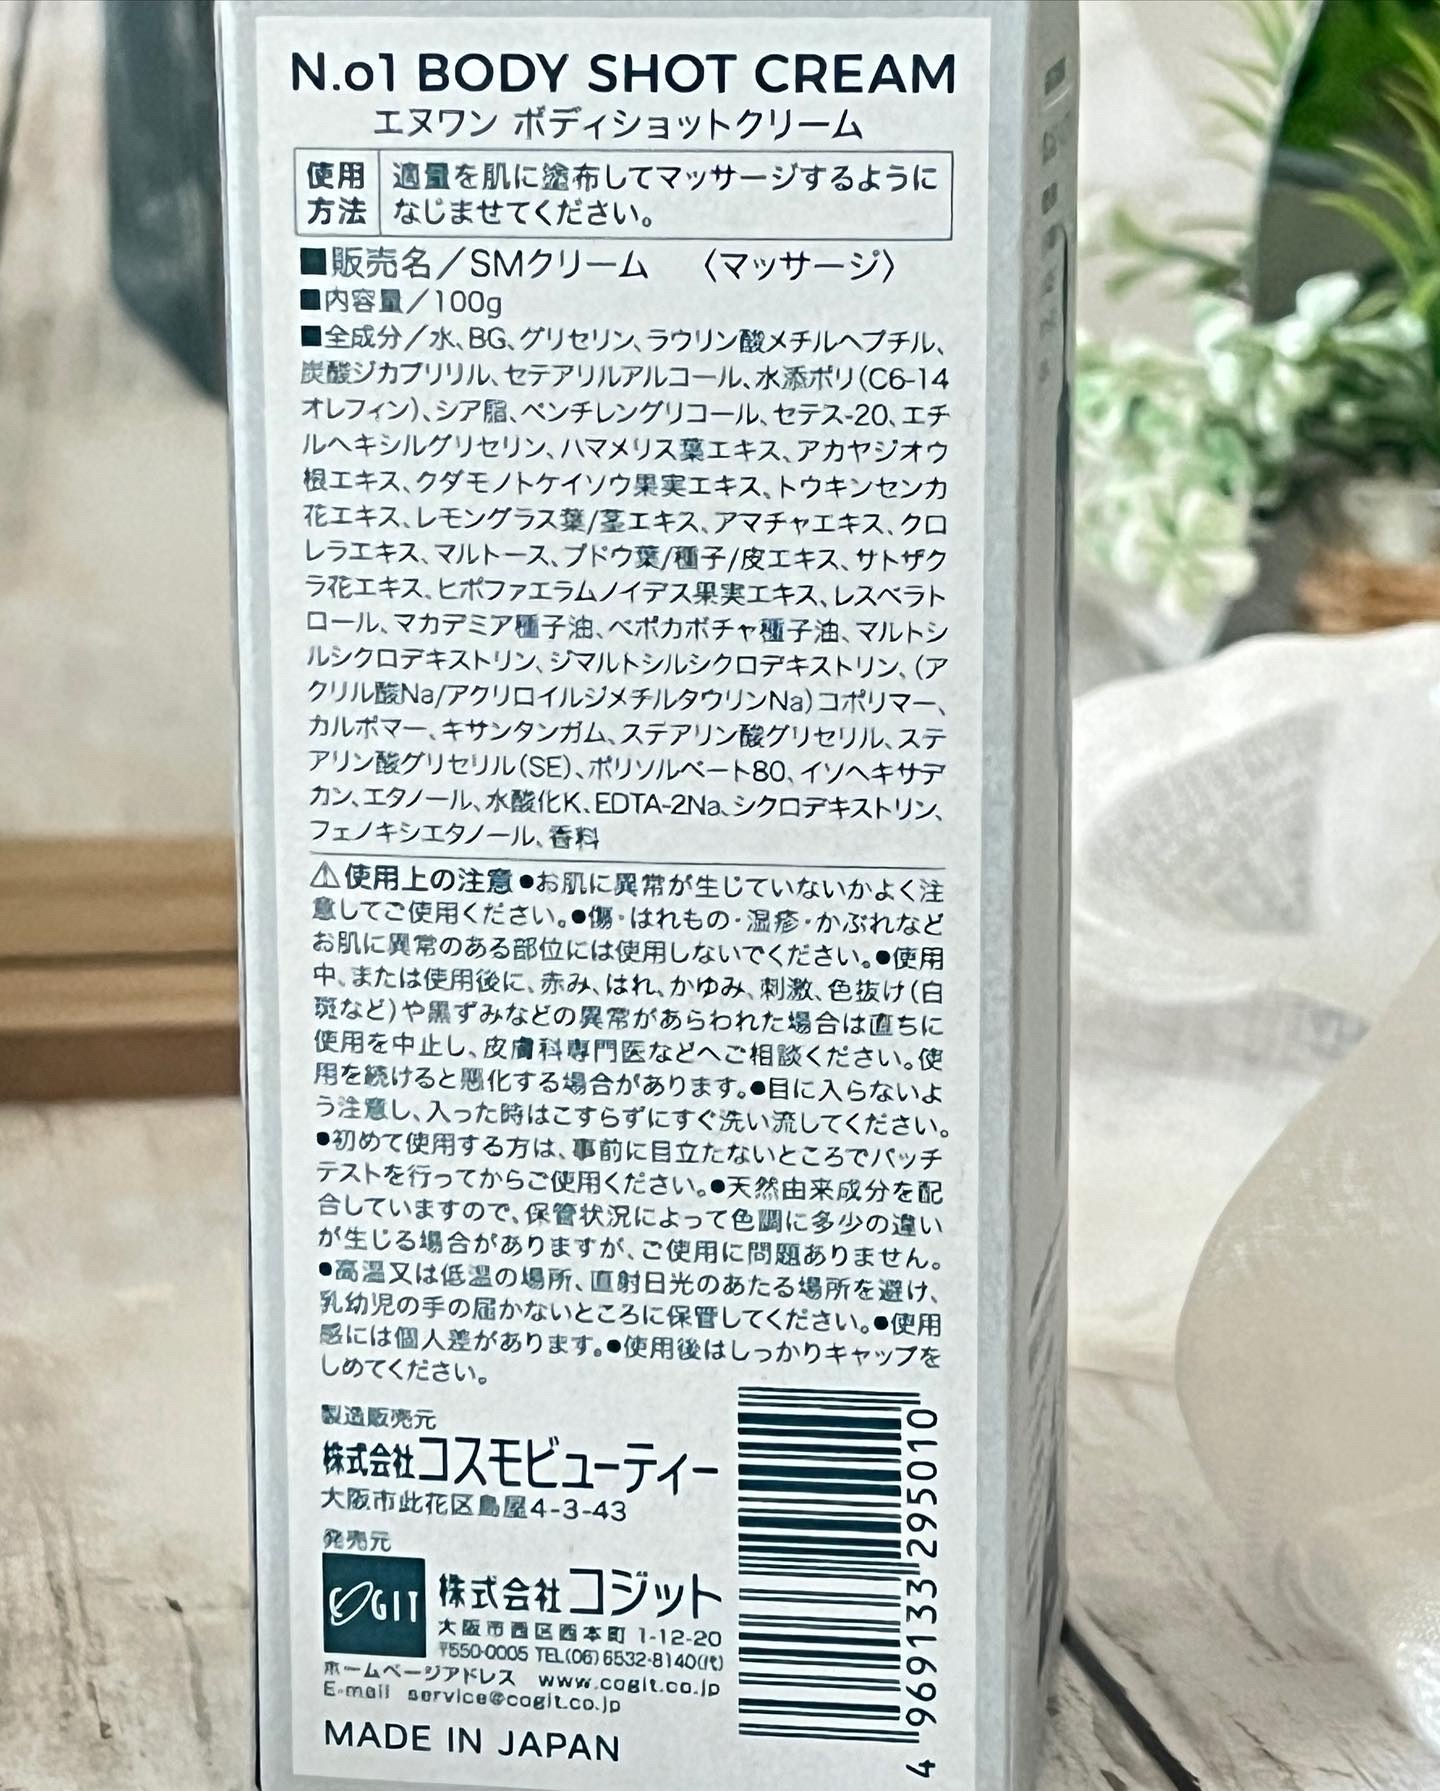 N.o1 BODY SHOT CREAM
エヌワン ボディショットクリーム
使用方法
適量を肌に塗布してマッサージするように
なじませてください。
■販売名／SMクリーム 〈マッサージ〉
■内容量／100g
■全成分／水、BG、グリセリン、ラウリン酸メチルヘプチル、
炭酸ジカプリリル、セテアリルアルコール、水添ポリ(C6-14
オレフィン)、シア脂、ペンチレングリコール、セテス-20、エチ
ルヘキシルグリセリン、ハマメリス葉エキス、アカヤジオウ
根エキス、クダモノトケイソウ果実エキス、トウキンセンカ
花エキス、レモングラス葉/茎エキス、アマチャエキス、クロ
レラエキス、マルトース、ブドウ葉/種子/皮エキス、サトザク
ラ花エキス、ヒポファエラムノイデス果実エキス、レスベラト
ロール、マカデミア種子油、ペポカボチャ種子油、マルトシ
ルシクロデキストリン、ジマルトシルシクロデキストリン、(ア
クリル酸Na/アクリロイルジメチルタウリンNa)コポリマー、
カルボマー、キサンタンガム、ステアリン酸グリセリル、ステ
アリン酸グリセリル(SE)、ポリソルベート80、イソヘキサデ
カン、エタノール、水酸化K、EDTA-2Na、シクロデキストリン、
フェノキシエタノール、香料
⚠使用上の注意●お肌に異常が生じていないかよく注
意してご使用ください。●傷・はれもの・湿疹・かぶれなど
お肌に異常のある部位には使用しないでください。●使用
中、または使用後に、赤み、はれ、かゆみ、刺激、色抜け(白
斑など)や黒ずみなどの異常があらわれた場合は直ちに
使用を中止し、皮膚科専門医などへご相談ください。使
用を続けると悪化する場合があります。●目に入らないよ
う注意し、入った時はこすらずにすぐ洗い流してください。
●初めて使用する方は、事前に目立たないところでパッチ
テストを行ってからご使用ください。●天然由来成分を配
合していますので、保管状況によって色調に多少の違い
が生じる場合がありますが、ご使用に問題ありません。
●高温又は低温の場所、直射日光のあたる場所を避け、
乳幼児の手の届かないところに保管してください。●使用
感には個人差があります。●使用後はしっかりキャップを
しめてください。
製造販売元
株式会社コスモビューティー
大阪市此花区島屋4-3-43
発売元
COGIT
株式会社コジット
大阪市西区西本町 1-12-20
〒550-0005 TEL(06)6532-8140(代)
ホームページアドレス www.cogit.co.jp
E-mail service@cogit.co.jp
MADE IN JAPAN
4 969133 295010